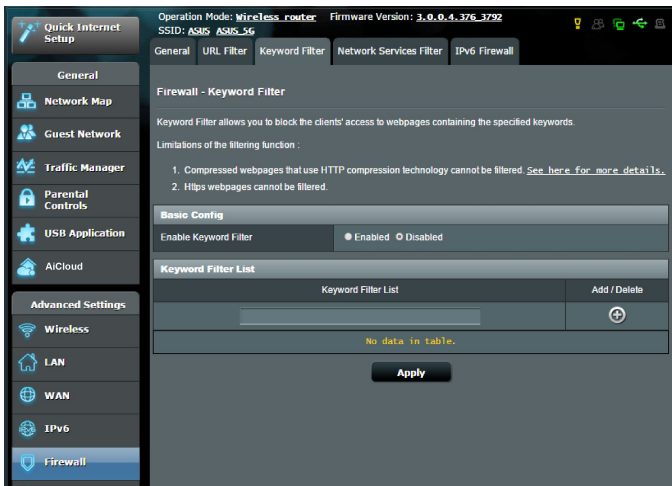 Operation Mode: Wireless router Firmware Version: 3.0.0.4.376_3792
SSID: ASUS ASUS_5G
Quick Internet
Setup
General
Network Map
Guest Network
Traffic Manager
Parental
Controls
USB Application
AiCloud
Advanced Settings
Wireless
LAN
WAN
IPv6
Firewall
General URL Filter Keyword Filter Network Services Filter IPv6 Firewall
Firewall - Keyword Filter
Keyword Filter allows you to block the clients' access to webpages containing the specified keywords.
Limitations of the filtering function :
1. Compressed webpages that use HTTP compression technology cannot be filtered. See here for more details.
2. Https webpages cannot be filtered.
Basic Config
Enable Keyword Filter Enabled Disabled
Keyword Filter List
Keyword Filter List Add / Delete
No data in table.
Apply